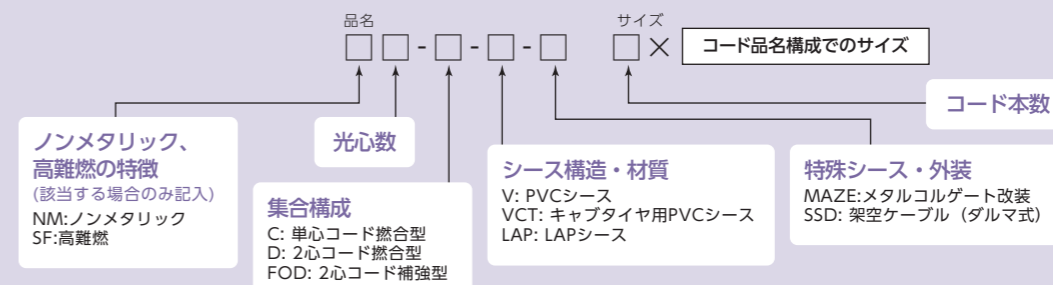 品名
サイズ
□□-□-□-□ □× コード品名構成でのサイズ
コード本数
ノンメタリック、
高難燃の特徴
(該当する場合のみ記入)
NM:ノンメタリック
SF:高難燃
光心数
集合構成
C: 単心コード撚合型
D: 2心コード撚合型
FOD: 2心コード補強型
シース構造・材質
V: PVCシース
VCT: キャブタイヤ用PVCシース
LAP: LAPシース
特殊シース・外装
MAZE:メタルコルゲート改装
SSD: 架空ケーブル（ダルマ式）